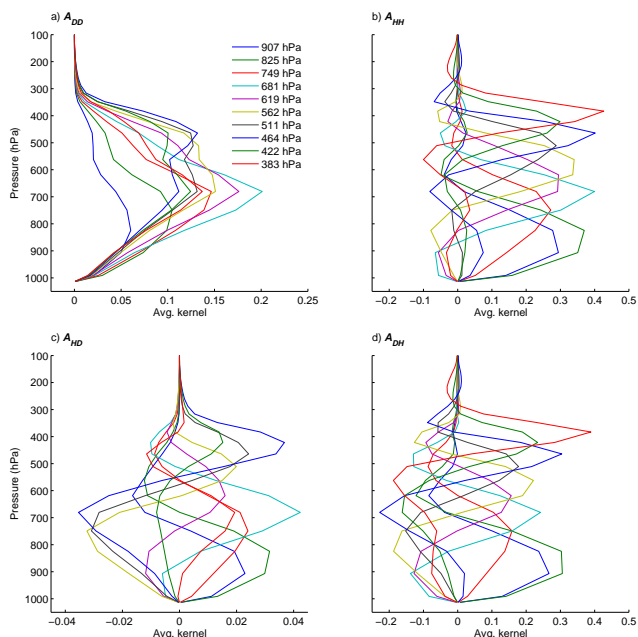 a) A_DD
100
200
300
400
500
600
700
800
900
1000
Pressure (hPa)
0
0.05
0.1
0.15
0.2
0.25
Avg. kernel
907 hPa
825 hPa
749 hPa
681 hPa
619 hPa
562 hPa
511 hPa
464 hPa
422 hPa
383 hPa
b) A_HH
−0.2
−0.1
0
0.1
0.2
0.3
0.4
0.5
Avg. kernel
c) A_HD
100
200
300
400
500
600
700
800
900
1000
Pressure (hPa)
−0.04
−0.02
0
0.02
0.04
Avg. kernel
d) A_DH
−0.2
−0.1
0
0.1
0.2
0.3
0.4
0.5
Avg. kernel